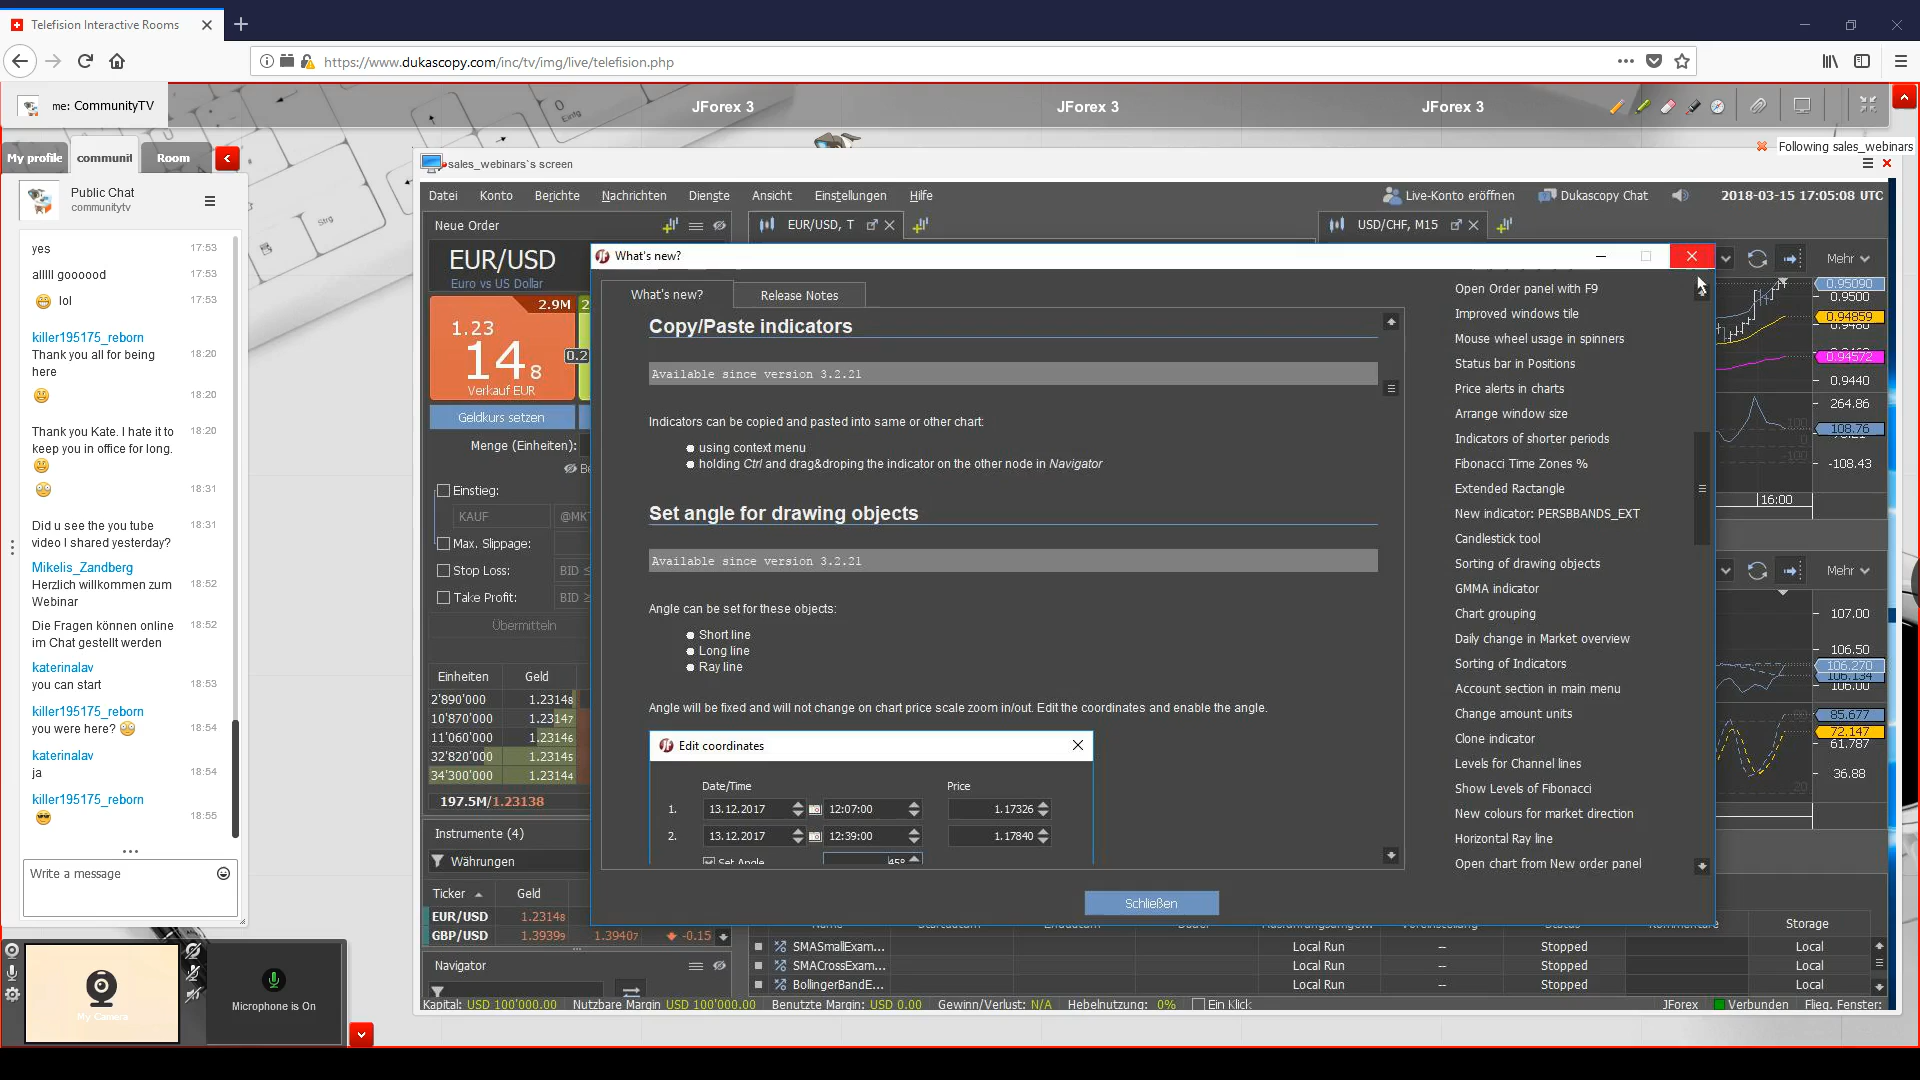 Telefision Interactive Rooms
https://www.dukascopy.com/inc/tv/img/live/telefision.php
me: CommunityTV
JForex 3
JForex 3
JForex 3
My profile
communit
Room
Following sales_webinars
Public Chat
communitytv
yes 17:53
alllll goooood 17:53
lol 17:53
killer195175_reborn
Thank you all for being 18:20
here
18:20
Thank you Kate. I hate it to 18:20
keep you in office for long.
18:31
Did u see the you tube 18:31
video I shared yesterday?
Mikelis_Zandberg
Herzlich willkommen zum 18:52
Webinar
Die Fragen können online 18:52
im Chat gestellt werden
katerinalav
you can start 18:53
killer195175_reborn
you were here? 18:54
katerinalav
ja 18:54
killer195175_reborn
18:55
Write a message
My Camera
Microphone is On
sales_webinars`s screen
Datei Konto Berichte Nachrichten Dienste Ansicht Einstellungen Hilfe
Live-Konto eröffnen Dukascopy Chat 2018-03-15 17:05:08 UTC
Neue Order
EUR/USD, T
USD/CHF, M15
EUR/USD
Euro vs US Dollar
2.9M
1.23
148
0.2
Verkauf EUR
Geldkurs setzen
Menge (Einheiten):
Einstieg:
KAUF @MK
Max. Slippage:
Stop Loss: BID
Take Profit: BID
Übermitteln
Einheiten Geld
2'890'000 1.23148
10'870'000 1.23147
11'060'000 1.23146
32'820'000 1.23145
34'300'000 1.23144
197.5M/1.23138
Instrumente (4)
Währungen
Ticker Geld
EUR/USD 1.23148
GBP/USD 1.39399 1.39407 -0.15
Navigator
What's new?
What's new?
Release Notes
Copy/Paste indicators
Available since version 3.2.21
Indicators can be copied and pasted into same or other chart:
using context menu
holding Ctrl and drag&droping the indicator on the other node in Navigator
Set angle for drawing objects
Available since version 3.2.21
Angle can be set for these objects:
Short line
Long line
Ray line
Angle will be fixed and will not change on chart price scale zoom in/out. Edit the coordinates and enable the angle.
Edit coordinates
Date/Time Price
1. 13.12.2017 12:07:00 1.17326
2. 13.12.2017 12:39:00 1.17840
Set Angle 45°
Schließen
Open Order panel with F9
Improved windows tile
Mouse wheel usage in spinners
Status bar in Positions
Price alerts in charts
Arrange window size
Indicators of shorter periods
Fibonacci Time Zones %
Extended Ractangle
New indicator: PERSBBANDS_EXT
Candlestick tool
Sorting of drawing objects
GMMA indicator
Chart grouping
Daily change in Market overview
Sorting of Indicators
Account section in main menu
Change amount units
Clone indicator
Levels for Channel lines
Show Levels of Fibonacci
New colours for market direction
Horizontal Ray line
Open chart from New order panel
Mehr
0.95090
0.9500
0.94859
0.94572
0.9440
264.86
108.76
-108.43
16:00
Mehr
107.00
106.50
106.270
106.134
106.00
85.677
72.147
61.787
36.88
Storage
SMASmallExam... Local Run -- Stopped Local
SMACrossExam... Local Run -- Stopped Local
BollingerBandE... Local Run -- Stopped Local
Kapital: USD 100'000.00 Nutzbare Margin USD 100'000.00 Benutzte Margin: USD 0.00 Gewinn/Verlust: N/A Hebelnutzung: 0% Ein Klick
JForex Verbunden Flieg. Fenster: